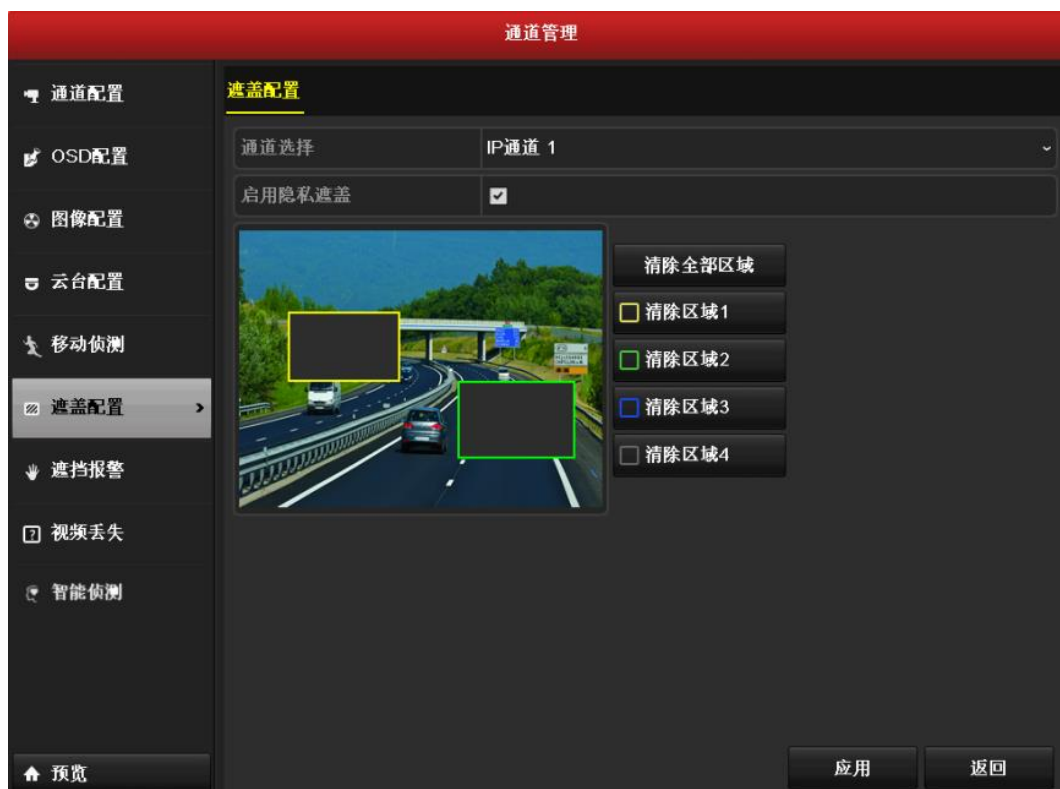 通道管理
通道配置
OSD配置
图像配置
云台配置
移动侦测
遮盖配置
遮挡报警
视频丢失
智能侦测
预览
遮盖配置
通道选择
IP通道 1
启用隐私遮盖
清除全部区域
清除区域1
清除区域2
清除区域3
清除区域4
应用
返回